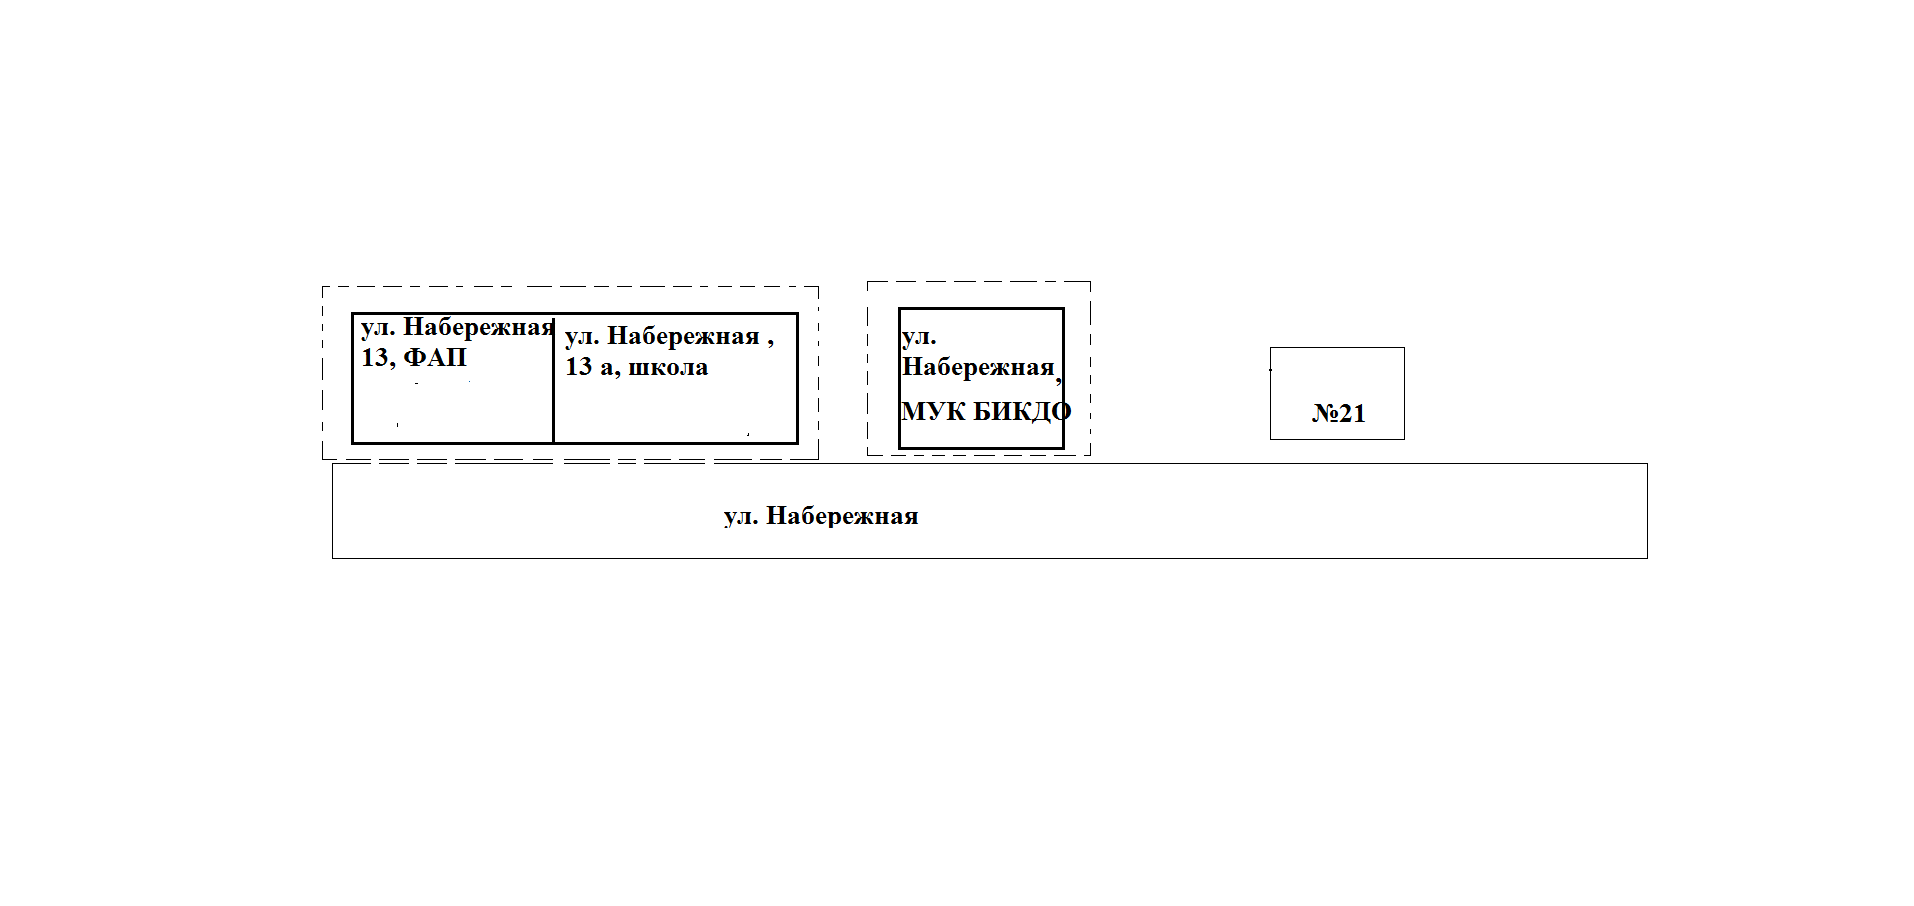 ул. Набережная
13, ФАП
ул. Набережная ,
13 а, школа
ул.
Набережная,
МУК БИКДО
№21
ул. Набережная